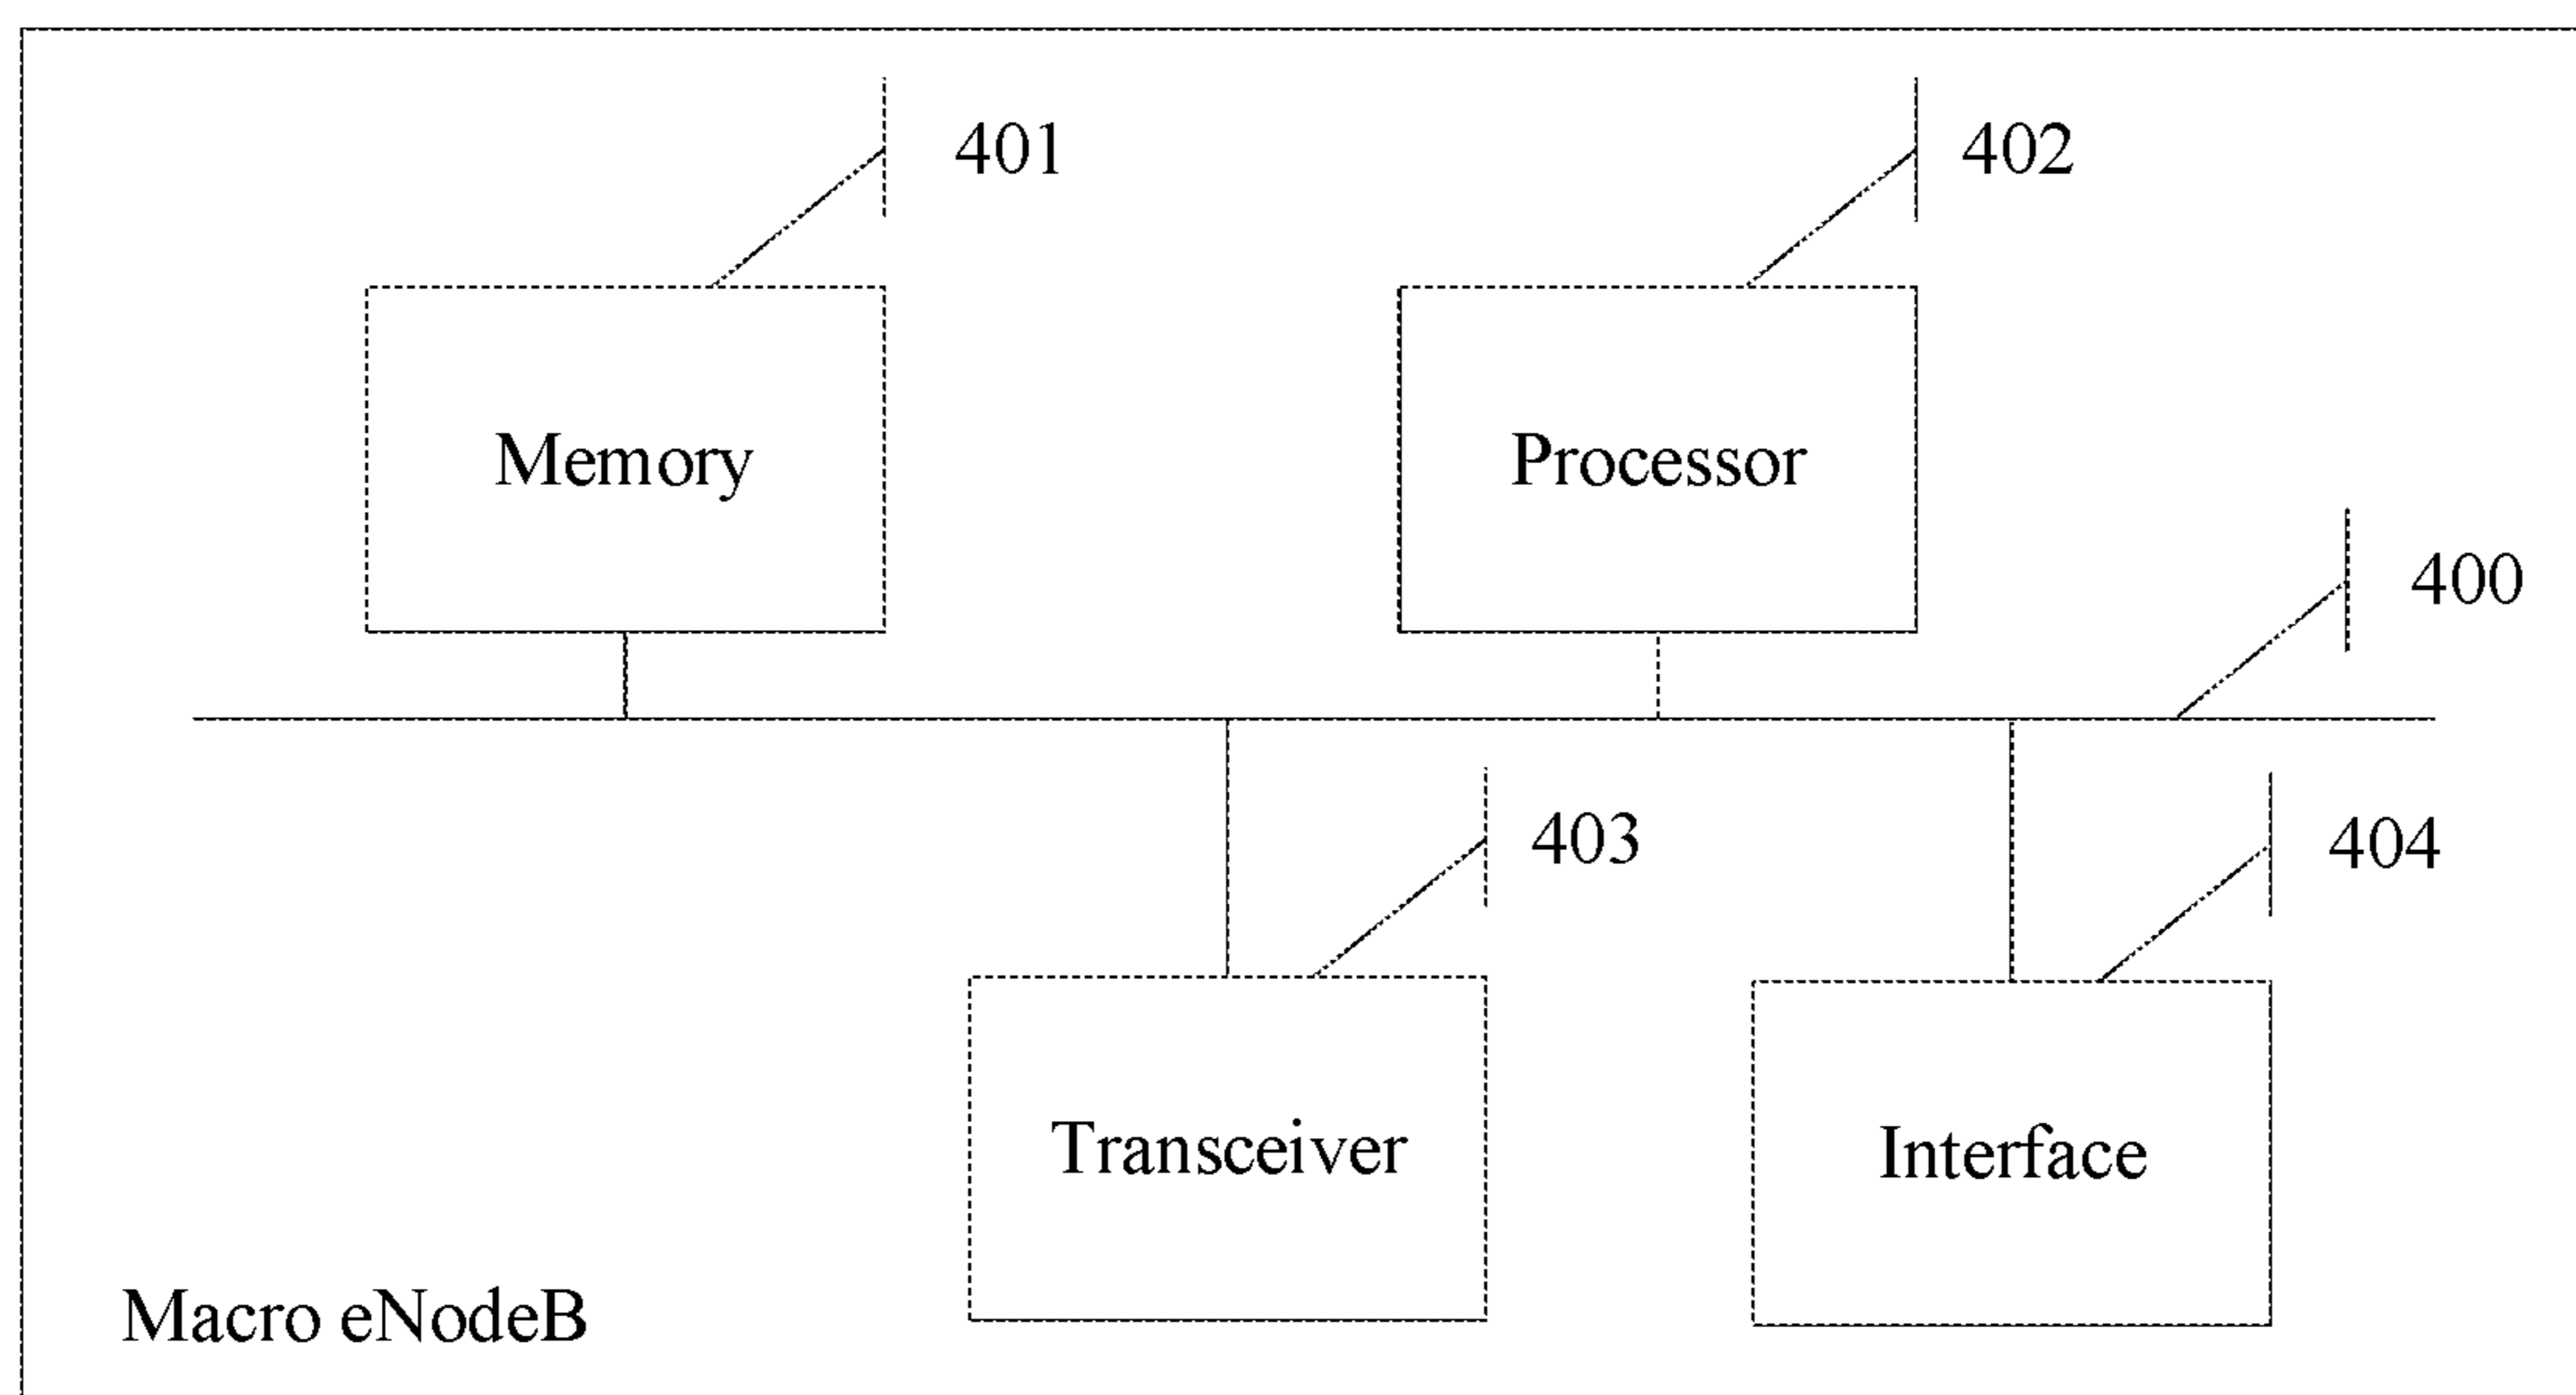 401
402
Memory
Processor
400
403
404
Transceiver
Interface
Macro eNodeB